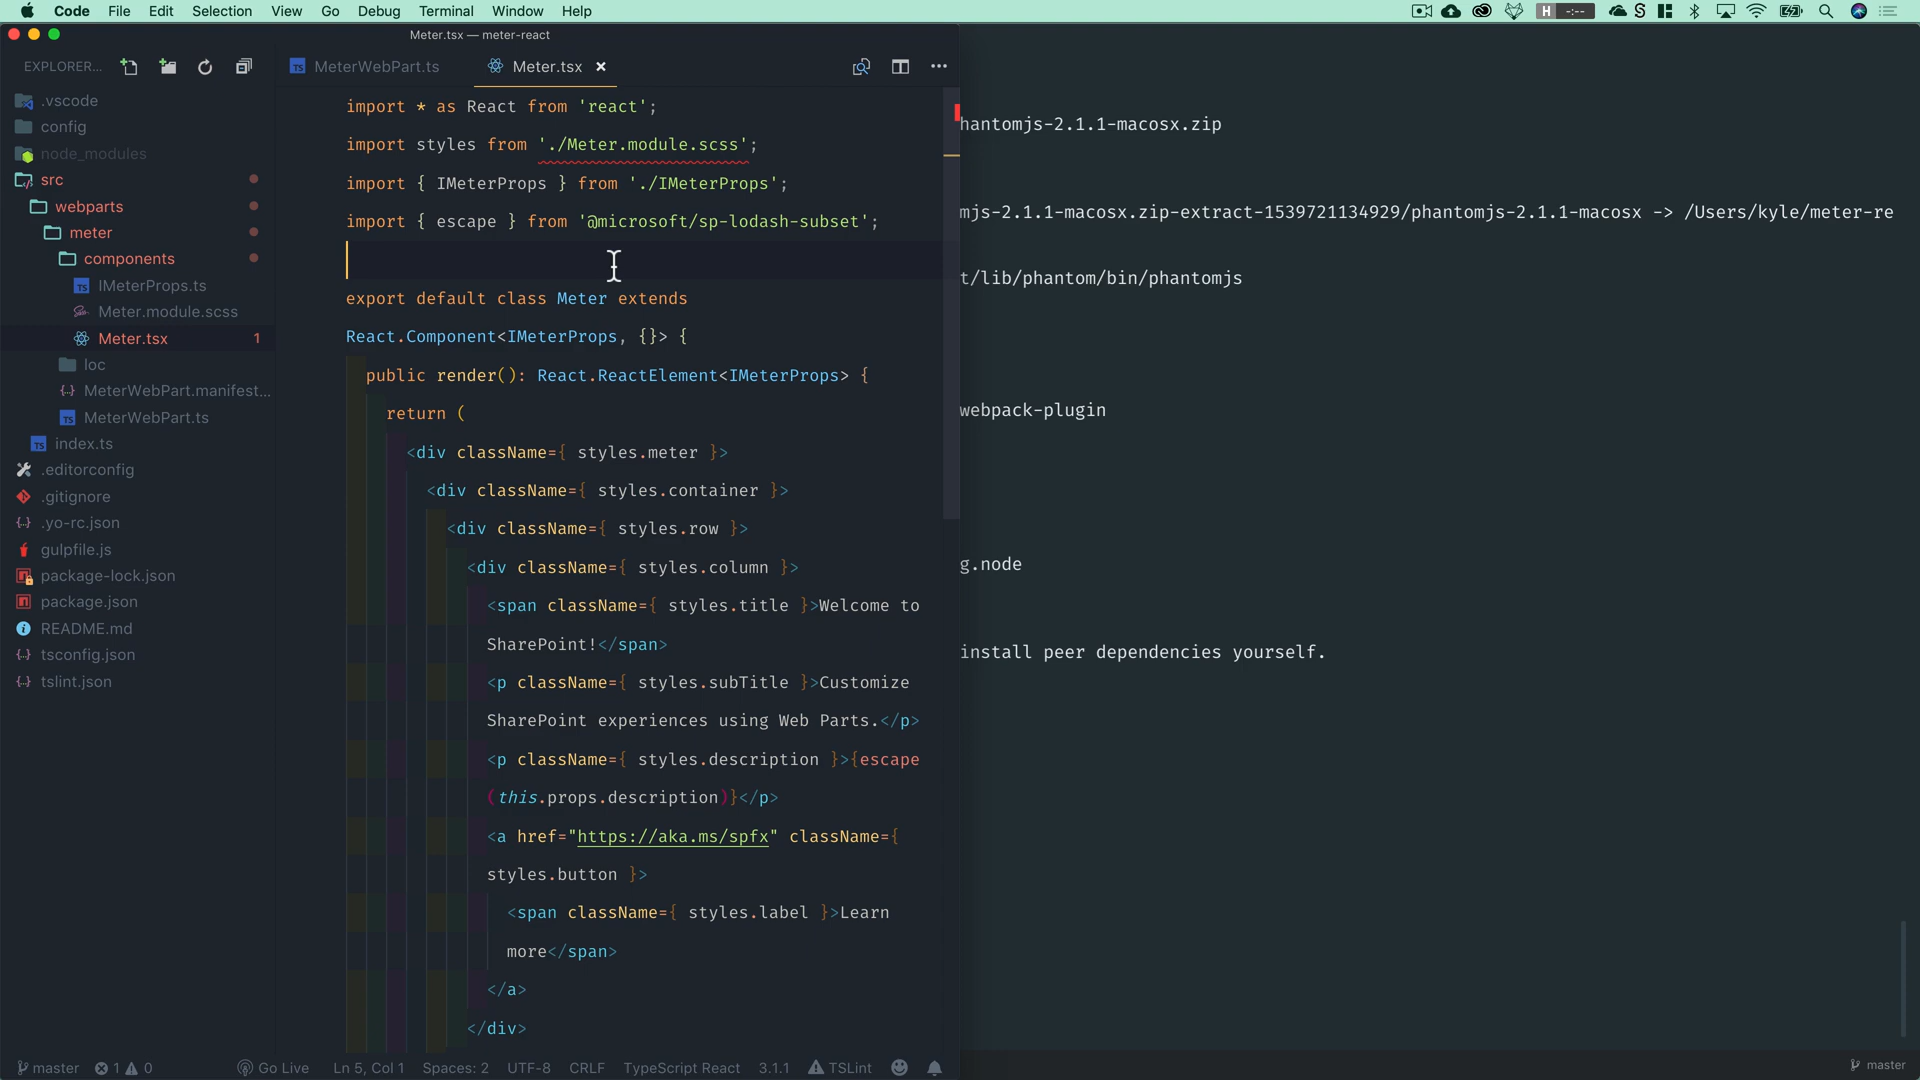 Code File Edit Selection View Go Debug Terminal Window Help
H -:--
Meter.tsx — meter-react
EXPLORER...
MeterWebPart.ts
Meter.tsx
.vscode
config
node_modules
src
webparts
meter
components
IMeterProps.ts
Meter.module.scss
Meter.tsx 1
loc
MeterWebPart.manifest...
MeterWebPart.ts
index.ts
.editorconfig
.gitignore
.yo-rc.json
gulpfile.js
package-lock.json
package.json
README.md
tsconfig.json
tslint.json
import * as React from 'react';
import styles from './Meter.module.scss';
import { IMeterProps } from './IMeterProps';
import { escape } from '@microsoft/sp-lodash-subset';
export default class Meter extends
React.Component<IMeterProps, {}> {
public render(): React.ReactElement<IMeterProps> {
return (
<div className={ styles.meter }>
<div className={ styles.container }>
<div className={ styles.row }>
<div className={ styles.column }>
<span className={ styles.title }>Welcome to
SharePoint!</span>
<p className={ styles.subTitle }>Customize
SharePoint experiences using Web Parts.</p>
<p className={ styles.description }>{escape
(this.props.description)}</p>
<a href="https://aka.ms/spfx" className={
styles.button }>
<span className={ styles.label }>Learn
more</span>
</a>
</div>
hantomjs-2.1.1-macosx.zip
mjs-2.1.1-macosx.zip-extract-1539721134929/phantomjs-2.1.1-macosx -> /Users/kyle/meter-re
t/lib/phantom/bin/phantomjs
webpack-plugin
g.node
install peer dependencies yourself.
master 1 0 Go Live Ln 5, Col 1 Spaces: 2 UTF-8 CRLF TypeScript React 3.1.1 TSLint
master